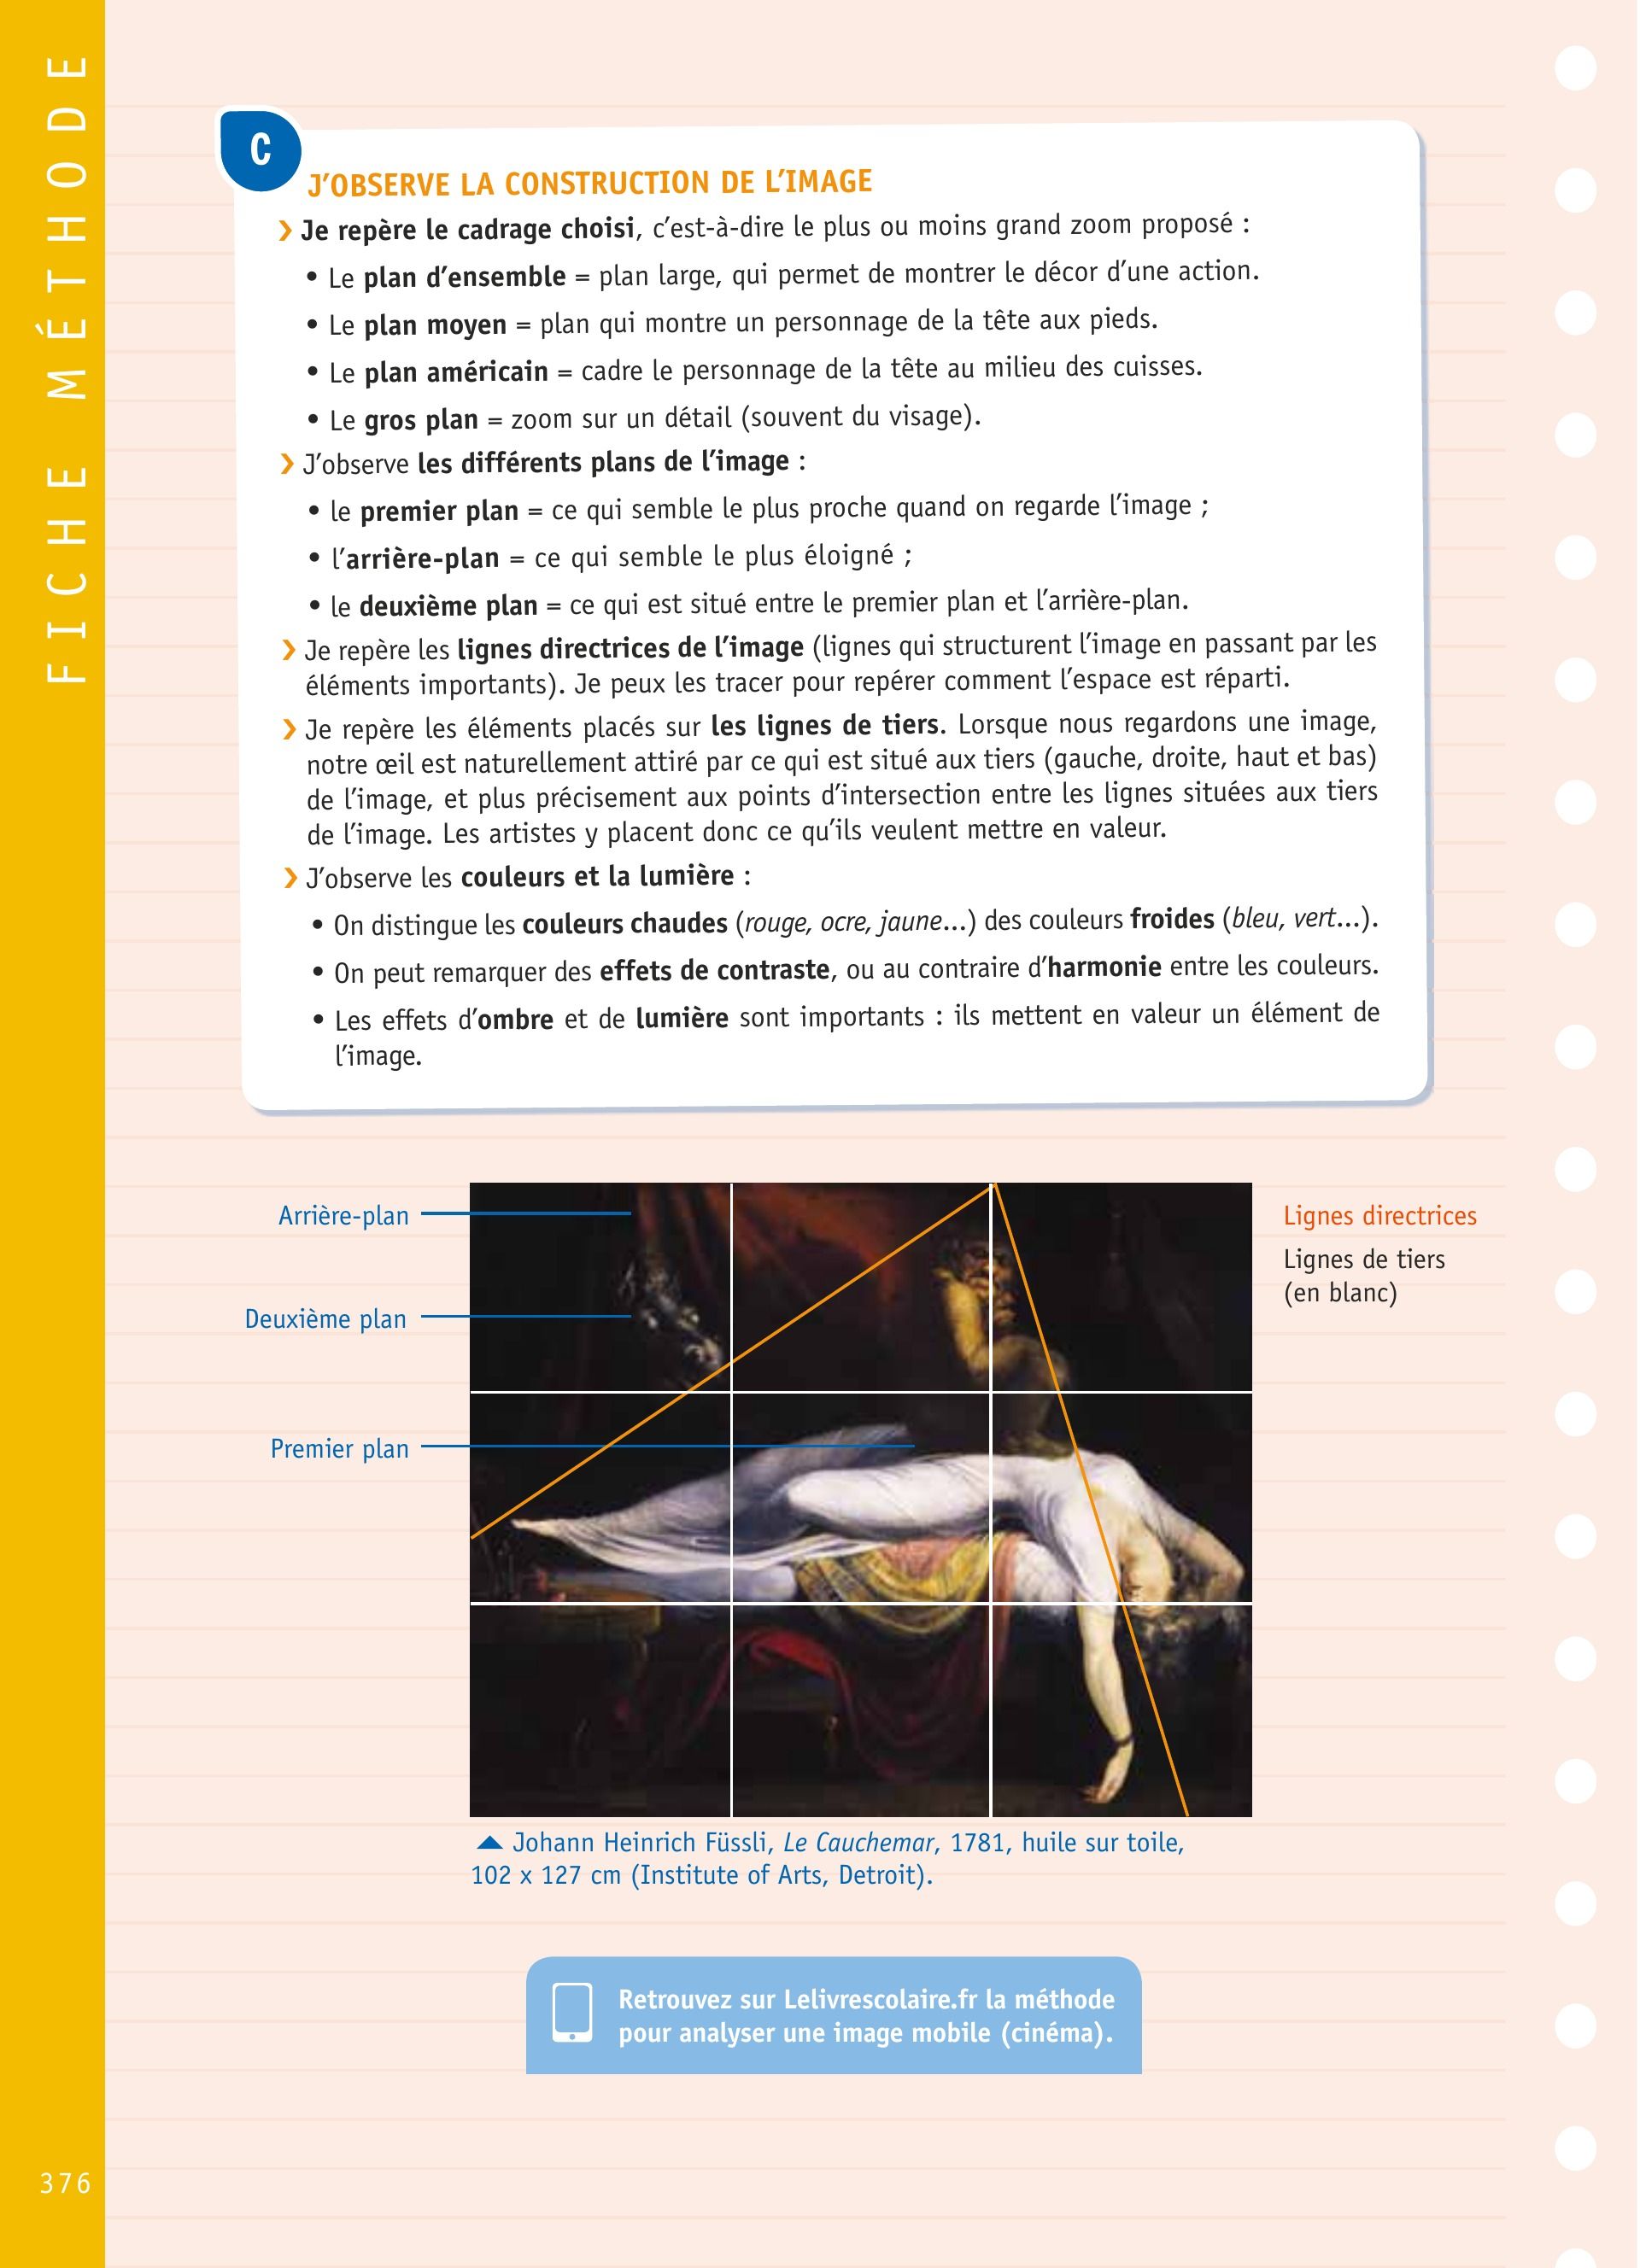 FICHE MÉTHODE
C
J'OBSERVE LA CONSTRUCTION DE L'IMAGE
› Je repère le cadrage choisi, c'est-à-dire le plus ou moins grand zoom proposé :
• Le plan d'ensemble = plan large, qui permet de montrer le décor d'une action.
• Le plan moyen = plan qui montre un personnage de la tête aux pieds.
• Le plan américain = cadre le personnage de la tête au milieu des cuisses.
• Le gros plan = zoom sur un détail (souvent du visage).
› J'observe les différents plans de l'image :
• le premier plan = ce qui semble le plus proche quand on regarde l'image ;
• l'arrière-plan = ce qui semble le plus éloigné ;
• le deuxième plan = ce qui est situé entre le premier plan et l'arrière-plan.
› Je repère les lignes directrices de l'image (lignes qui structurent l'image en passant par les
éléments importants). Je peux les tracer pour repérer comment l'espace est réparti.
› Je repère les éléments placés sur les lignes de tiers. Lorsque nous regardons une image,
notre œil est naturellement attiré par ce qui est situé aux tiers (gauche, droite, haut et bas)
de l'image, et plus précisement aux points d'intersection entre les lignes situées aux tiers
de l'image. Les artistes y placent donc ce qu'ils veulent mettre en valeur.
› J'observe les couleurs et la lumière :
• On distingue les couleurs chaudes (rouge, ocre, jaune…) des couleurs froides (bleu, vert…).
• On peut remarquer des effets de contraste, ou au contraire d'harmonie entre les couleurs.
• Les effets d'ombre et de lumière sont importants : ils mettent en valeur un élément de
l'image.
Arrière-plan
Deuxième plan
Premier plan
Lignes directrices
Lignes de tiers
(en blanc)
Johann Heinrich Füssli, Le Cauchemar, 1781, huile sur toile,
102 x 127 cm (Institute of Arts, Detroit).
Retrouvez sur Lelivrescolaire.fr la méthode
pour analyser une image mobile (cinéma).
376